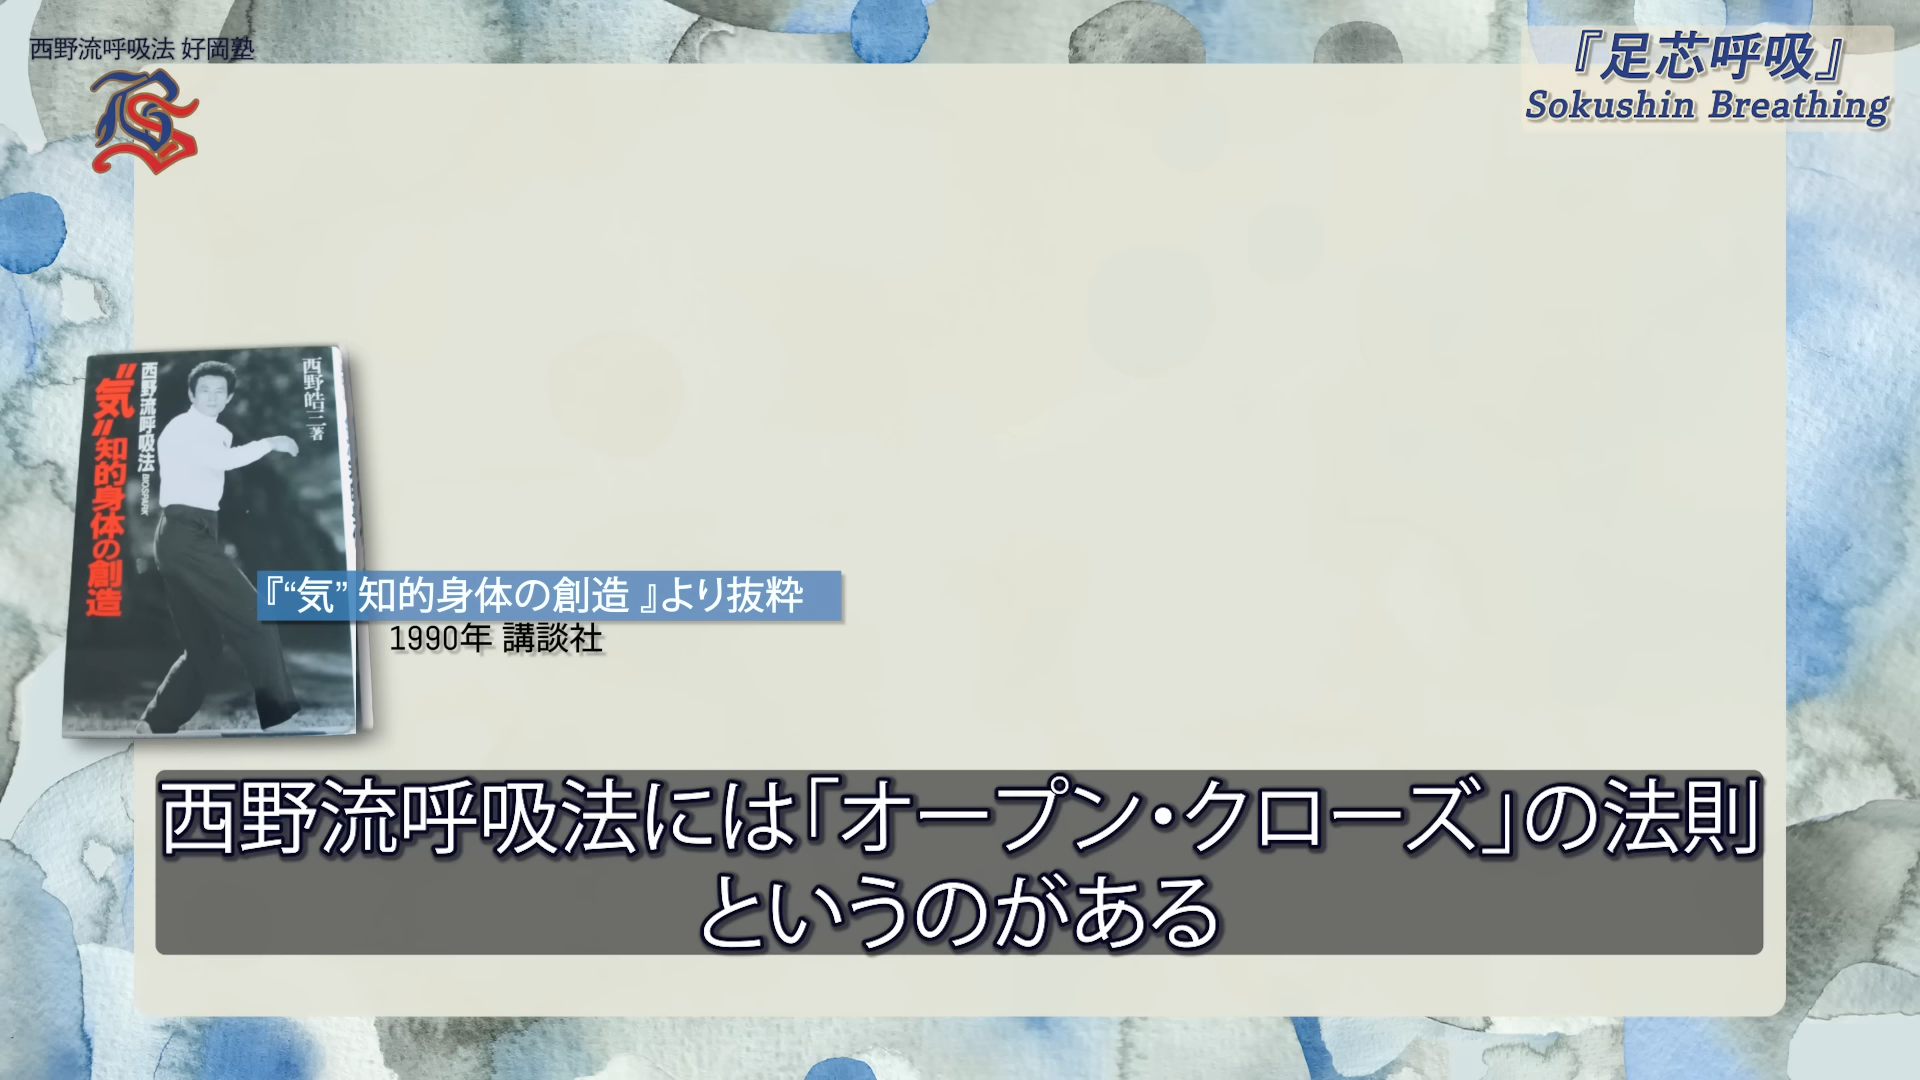 西野流呼吸法 好岡塾
『足芯呼吸』
Sokushin Breathing
西野皓三 著
西野流呼吸法
"気"知的身体の創造
『“気” 知的身体の創造 』より抜粋
1990年 講談社
西野流呼吸法には「オープン・クローズ」の法則
というのがある